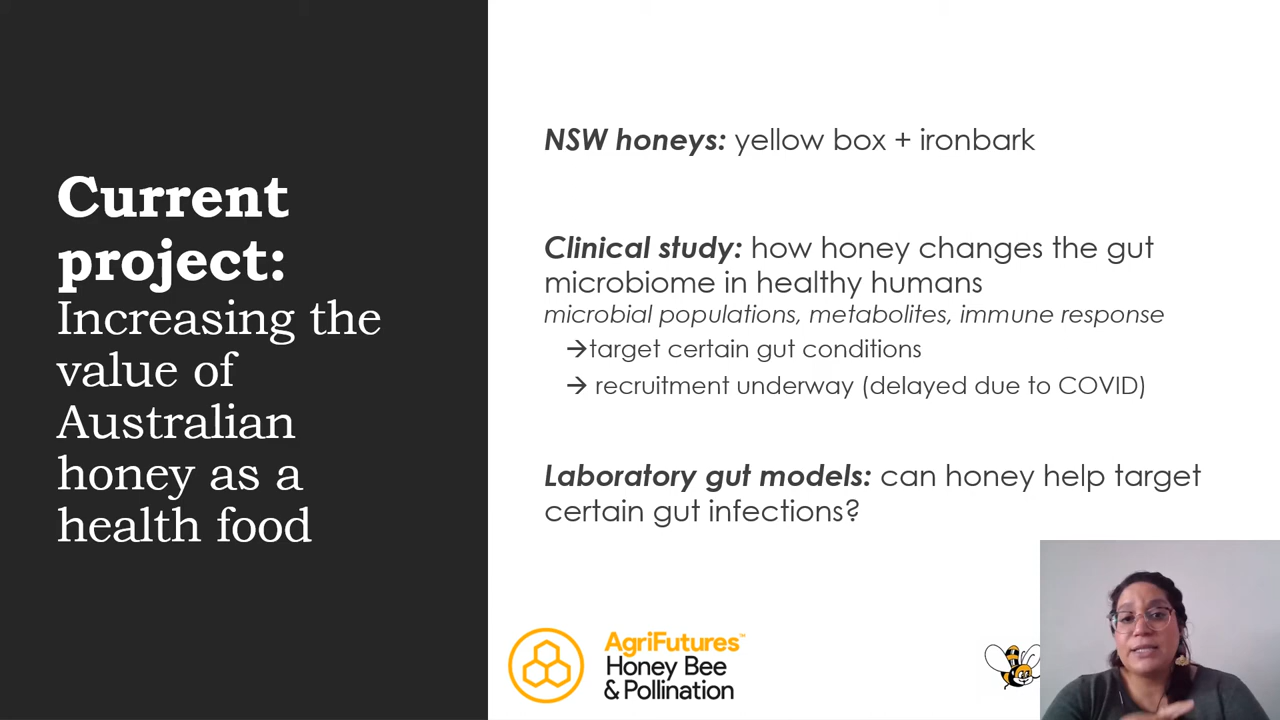 Current
project:
Increasing the
value of
Australian
honey as a
health food
NSW honeys: yellow box + ironbark
Clinical study: how honey changes the gut
microbiome in healthy humans
microbial populations, metabolites, immune response
→target certain gut conditions
→ recruitment underway (delayed due to COVID)
Laboratory gut models: can honey help target
certain gut infections?
AgriFutures™
Honey Bee
& Pollination